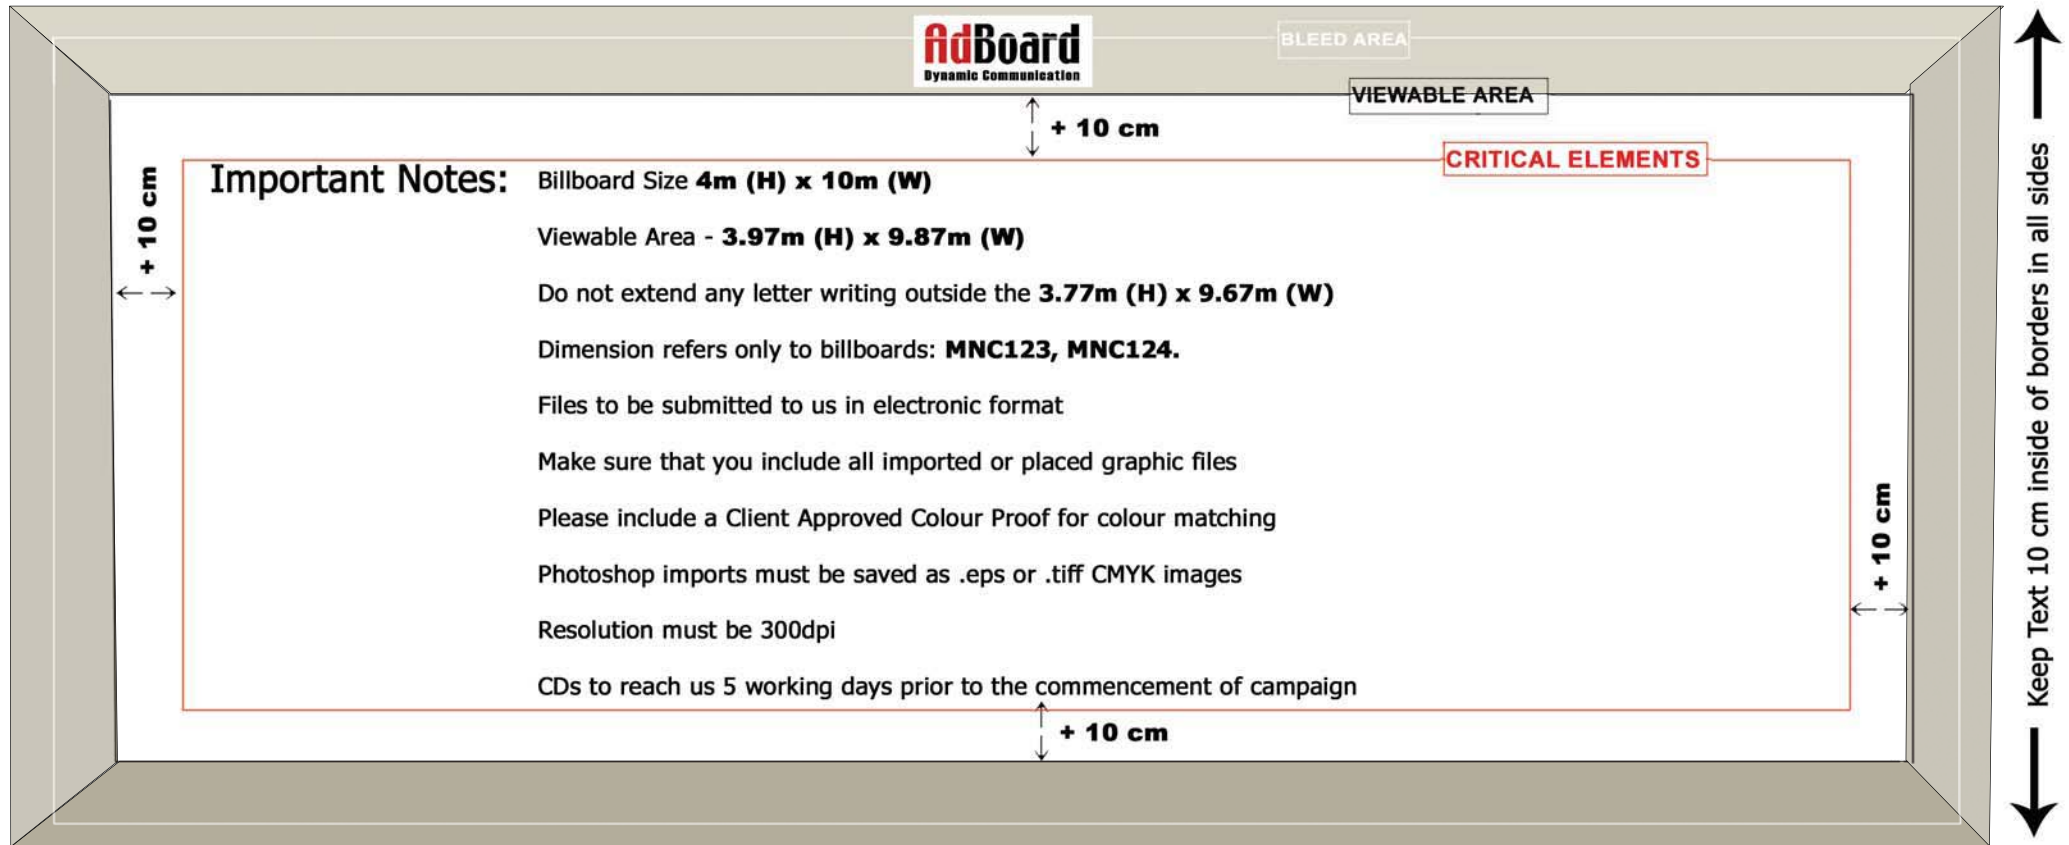 AdBoard
Dynamic Communication
BLEED AREA
VIEWABLE AREA
+ 10 cm
CRITICAL ELEMENTS
+ 10 cm
Important Notes:
Billboard Size 4m (H) x 10m (W)
Viewable Area - 3.97m (H) x 9.87m (W)
Do not extend any letter writing outside the 3.77m (H) x 9.67m (W)
Dimension refers only to billboards: MNC123, MNC124.
Files to be submitted to us in electronic format
Make sure that you include all imported or placed graphic files
Please include a Client Approved Colour Proof for colour matching
Photoshop imports must be saved as .eps or .tiff CMYK images
Resolution must be 300dpi
CDs to reach us 5 working days prior to the commencement of campaign
+ 10 cm
+ 10 cm
Keep Text 10 cm inside of borders in all sides